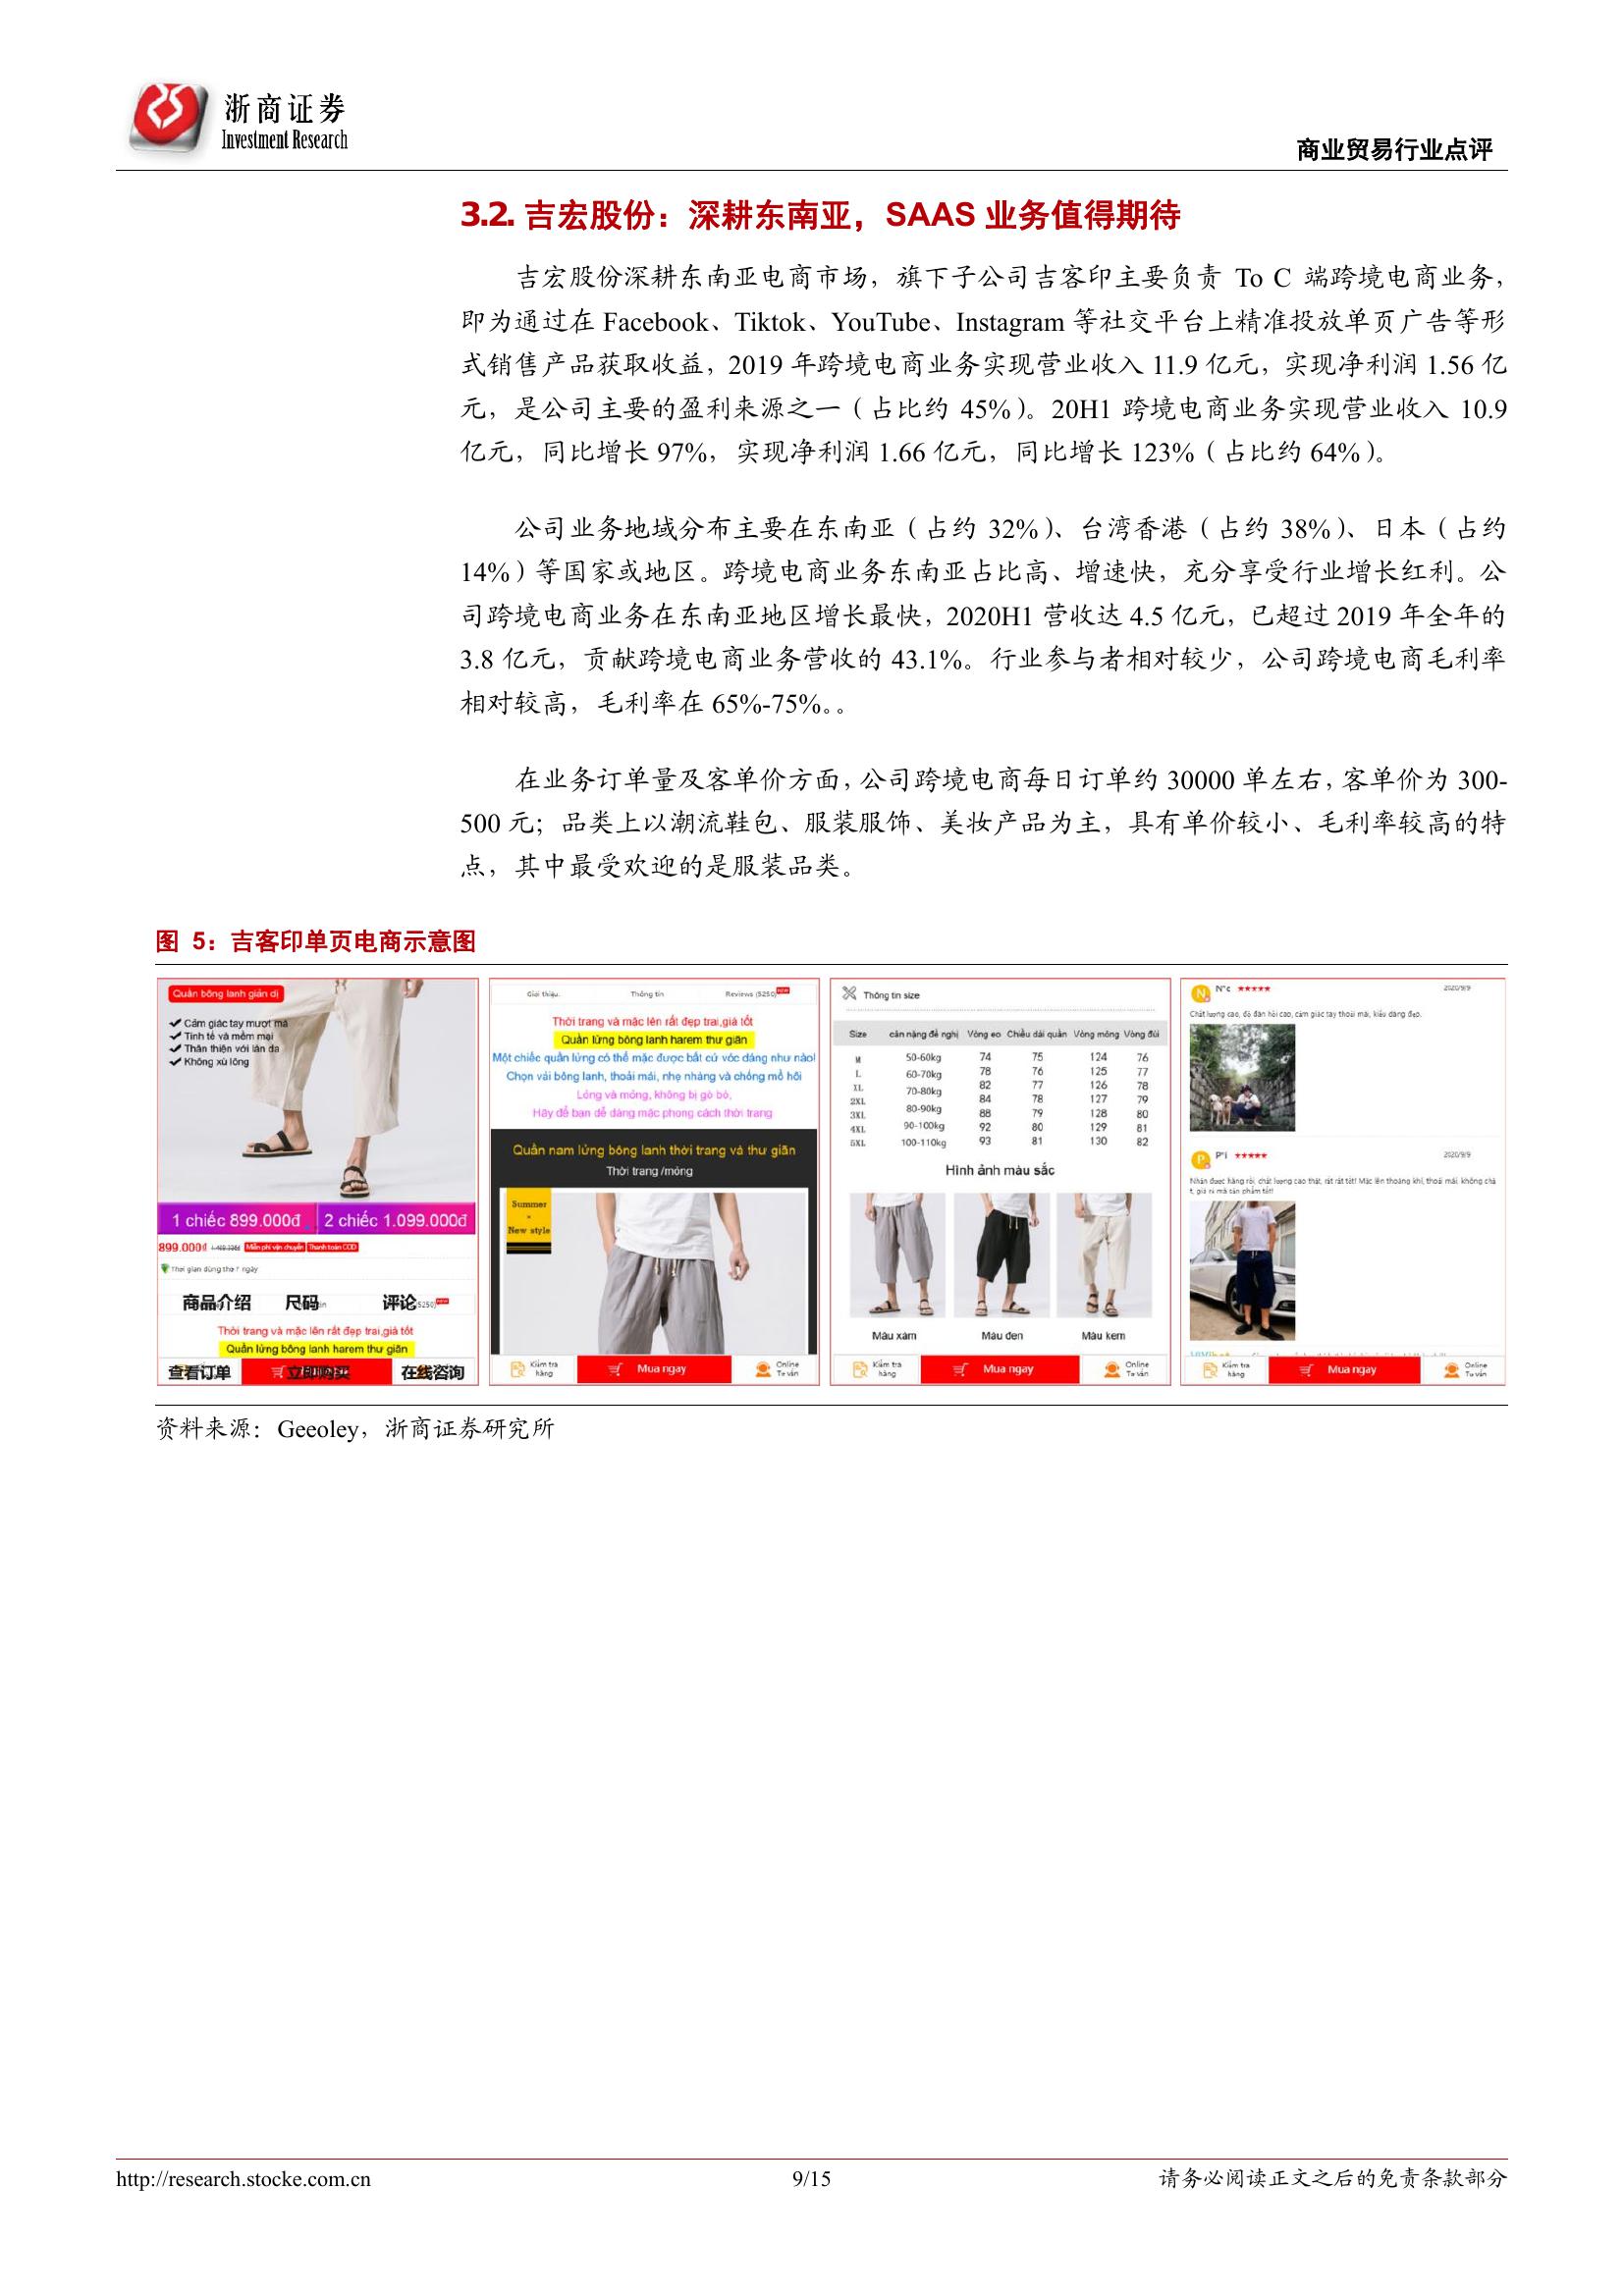 浙商证券
Investment Research
商业贸易行业点评
3.2. 吉宏股份：深耕东南亚，SAAS 业务值得期待
吉宏股份深耕东南亚电商市场，旗下子公司吉客印主要负责 To C 端跨境电商业务，
即为通过在 Facebook、Tiktok、YouTube、Instagram 等社交平台上精准投放单页广告等形
式销售产品获取收益，2019 年跨境电商业务实现营业收入 11.9 亿元，实现净利润 1.56 亿
元，是公司主要的盈利来源之一（占比约 45%）。20H1 跨境电商业务实现营业收入 10.9
亿元，同比增长 97%，实现净利润 1.66 亿元，同比增长 123%（占比约 64%）。
公司业务地域分布主要在东南亚（占约 32%）、台湾香港（占约 38%）、日本（占约
14%）等国家或地区。跨境电商业务东南亚占比高、增速快，充分享受行业增长红利。公
司跨境电商业务在东南亚地区增长最快，2020H1 营收达 4.5 亿元，已超过 2019 年全年的
3.8 亿元，贡献跨境电商业务营收的 43.1%。行业参与者相对较少，公司跨境电商毛利率
相对较高，毛利率在 65%-75%。。
在业务订单量及客单价方面，公司跨境电商每日订单约 30000 单左右，客单价为 300-
500 元；品类上以潮流鞋包、服装服饰、美妆产品为主，具有单价较小、毛利率较高的特
点，其中最受欢迎的是服装品类。
图 5：吉客印单页电商示意图
Quần bông lanh giản dị
Cảm giác tay mượt mà
Tinh tế và mềm mại
Thân thiện với làn da
Không xù lông
1 chiếc 899.000đ 2 chiếc 1.099.000đ
899.000đ Miễn phí vận chuyển Thanh toán COD
Thời gian dùng thử 7 ngày
商品介绍 尺码 评论
Thời trang và mặc lên rất đẹp trai,giá tốt
Quần lửng bông lanh harem thư giãn
查看订单 立即购买 在线咨询
Giới thiệu. Thông tin Reviews (5250)
Thời trang và mặc lên rất đẹp trai,giá tốt
Quần lửng bông lanh harem thư giãn
Một chiếc quần lửng có thể mặc được bất cứ vóc dáng như nào!
Chọn vải bông lanh, thoải mái, nhẹ nhàng và chống mồ hôi
Lỏng và mỏng, không bị gò bó,
Hãy để bạn dễ dàng mặc phong cách thời trang
Quần nam lửng bông lanh thời trang và thư giãn
Thời trang /mỏng
Summer
New style
Kiểm tra hàng Mua ngay Online Tư vấn
Thông tin size
Size cân nặng đề nghị Vòng eo Chiều dài quần Vòng mông Vòng đùi
M 50-60kg 74 75 124 76
L 60-70kg 78 76 125 77
XL 70-80kg 82 77 126 78
2XL 80-90kg 84 78 127 79
3XL 90-100kg 88 79 128 80
4XL 100-110kg 92 80 129 81
5XL 93 81 130 82
Hình ảnh màu sắc
Màu xám Màu đen Màu kem
Kiểm tra hàng Mua ngay Online Tư vấn
N N*c 2020/9/9
Chất lượng cao, độ đàn hồi cao, cảm giác tay thoải mái, kiểu dáng đẹp.
P P*i 2020/9/9
Nhận được hàng rồi, chất lượng cao thật, rất rất tốt! Mặc lên thoáng khí, thoải mái, không chê
Kiểm tra hàng Mua ngay Online Tư vấn
资料来源：Geeoley，浙商证券研究所
http://research.stocke.com.cn
9/15
请务必阅读正文之后的免责条款部分